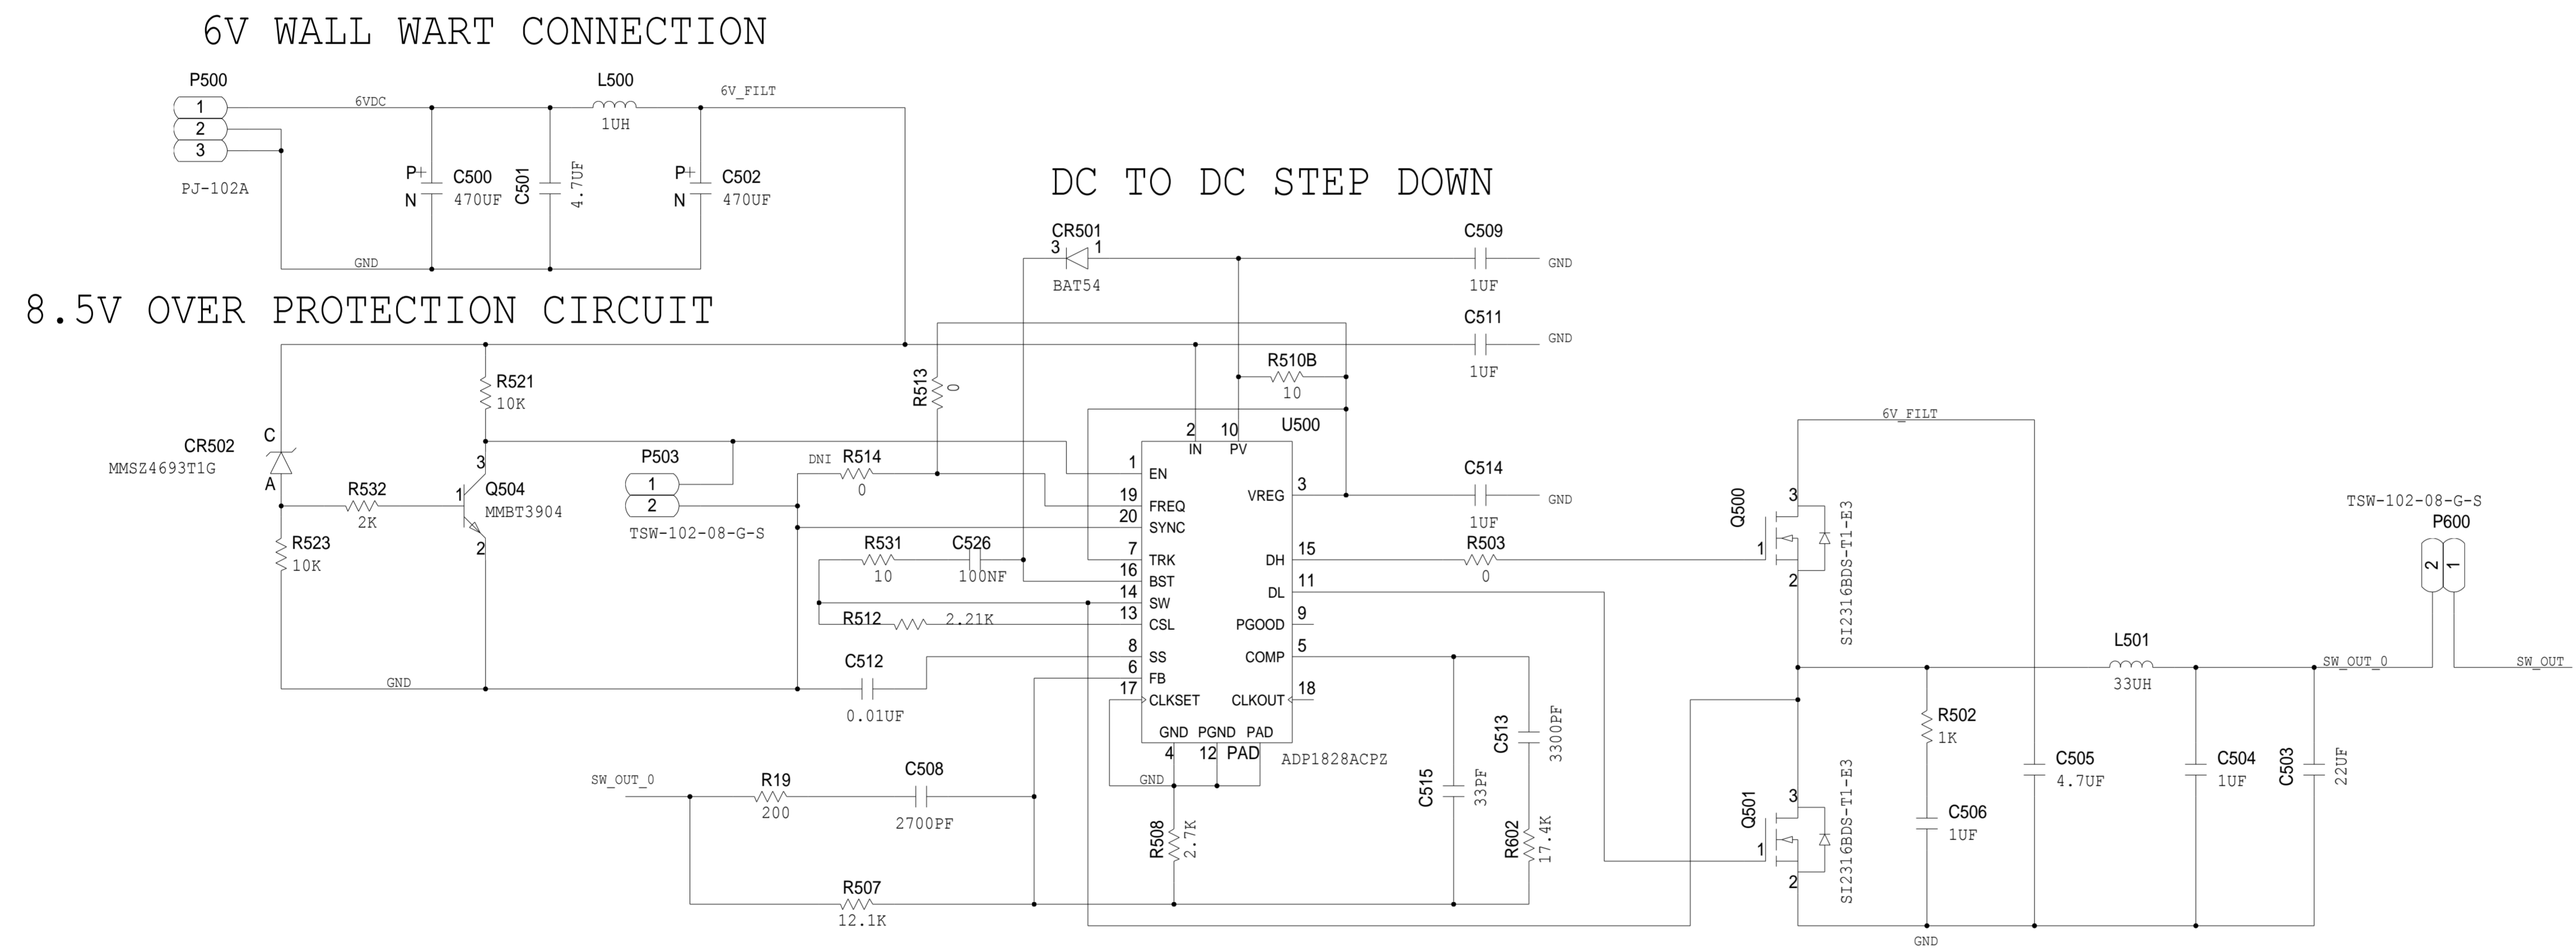 6V WALL WART CONNECTION
P500
1
2
3
PJ-102A
6VDC
L500
1UH
6V_FILT
P+
N
C500
470UF
C501
4.7UF
P+
N
C502
470UF
GND
DC TO DC STEP DOWN
CR501
3
1
BAT54
C509
1UF
GND
8.5V OVER PROTECTION CIRCUIT
C511
1UF
GND
R521
10K
R513
0
R510B
10
CR502
MMSZ4693T1G
C
A
R532
2K
R523
10K
3
1
2
Q504
MMBT3904
GND
P503
1
2
TSW-102-08-G-S
DNI
R514
0
R531
10
C526
100NF
R512
2.21K
C512
0.01UF
U500
2
10
IN
PV
1
EN
19
FREQ
20
SYNC
7
TRK
16
BST
14
SW
13
CSL
8
SS
6
FB
17
CLKSET
VREG
3
DH
15
DL
11
PGOOD
9
COMP
5
CLKOUT
18
GND
PGND
PAD
4
12
PAD
ADP1828ACPZ
GND
C514
1UF
GND
R503
0
SW_OUT_0
R19
200
C508
2700PF
R507
12.1K
R508
2.7K
C515
33PF
C513
3300PF
R602
17.4K
6V_FILT
Q500
3
1
2
SI2316BDS-T1-E3
Q501
3
1
2
SI2316BDS-T1-E3
R502
1K
C506
1UF
C505
4.7UF
L501
33UH
C504
1UF
C503
22UF
SW_OUT_0
TSW-102-08-G-S
P600
2
1
SW_OUT
GND